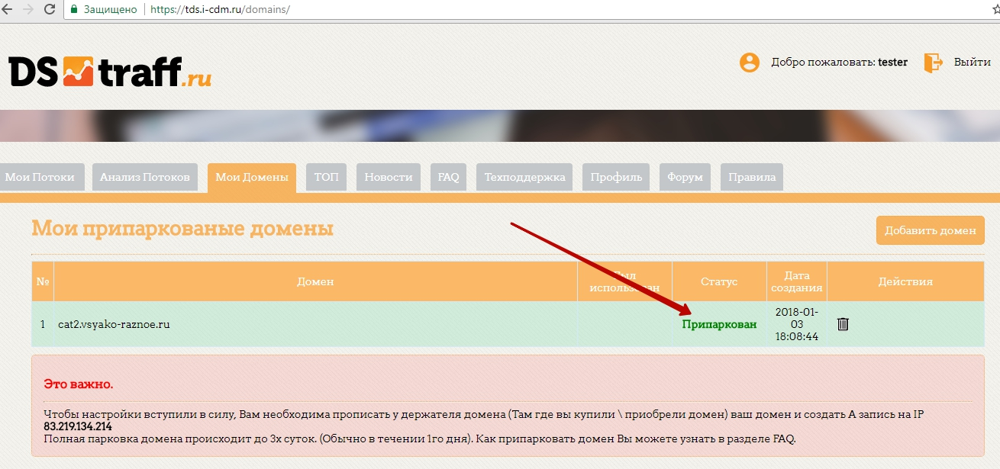 Защищено https://tds.i-cdm.ru/domains/
DS traff.ru
Добро пожаловать: tester Выйти
Мои Потоки Анализ Потоков Мои Домены ТОП Новости FAQ Техподдержка Профиль Форум Правила
Мои припаркованые домены Добавить домен
№ Домен Был использован Статус Дата создания Действия
1 cat2.vsyako-raznoe.ru Припаркован 2018-01-03 18:08:44
Это важно.
Чтобы настройки вступили в силу, Вам необходима прописать у держателя домена (Там где вы купили \ приобрели домен) ваш домен и создать А запись на IP
83.219.134.214
Полная парковка домена происходит до 3х суток. (Обычно в течении 1го дня). Как припарковать домен Вы можете узнать в разделе FAQ.